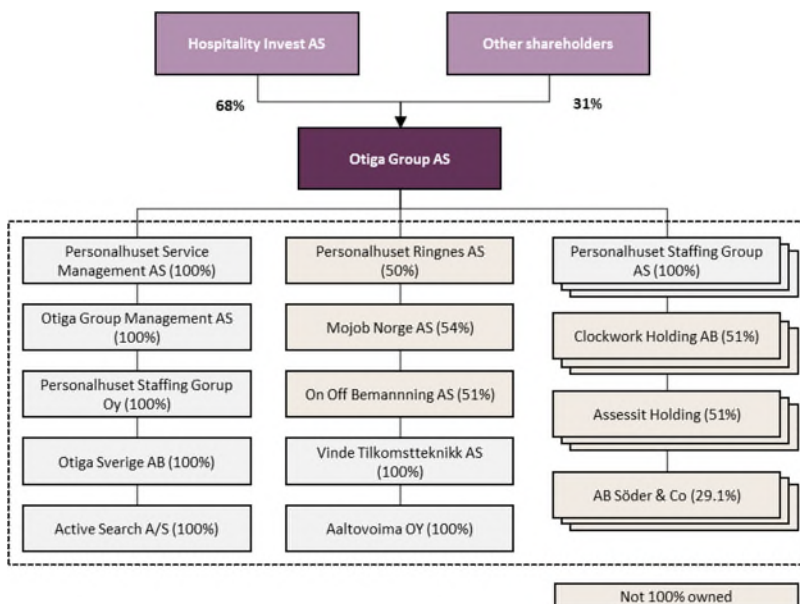 Hospitality Invest AS
Other shareholders
68%
31%
Otiga Group AS
Personalhuset Service
Management AS (100%)
Otiga Group Management AS
(100%)
Personalhuset Staffing Gorup
Oy (100%)
Otiga Sverige AB (100%)
Active Search A/S (100%)
Personalhuset Ringnes AS
(50%)
Mojob Norge AS (54%)
On Off Bemannning AS (51%)
Vinde Tilkomstteknikk AS
(100%)
Aaltovoima OY (100%)
Personalhuset Staffing Group
AS (100%)
Clockwork Holding AB (51%)
Assessit Holding (51%)
AB Söder & Co (29.1%)
Not 100% owned